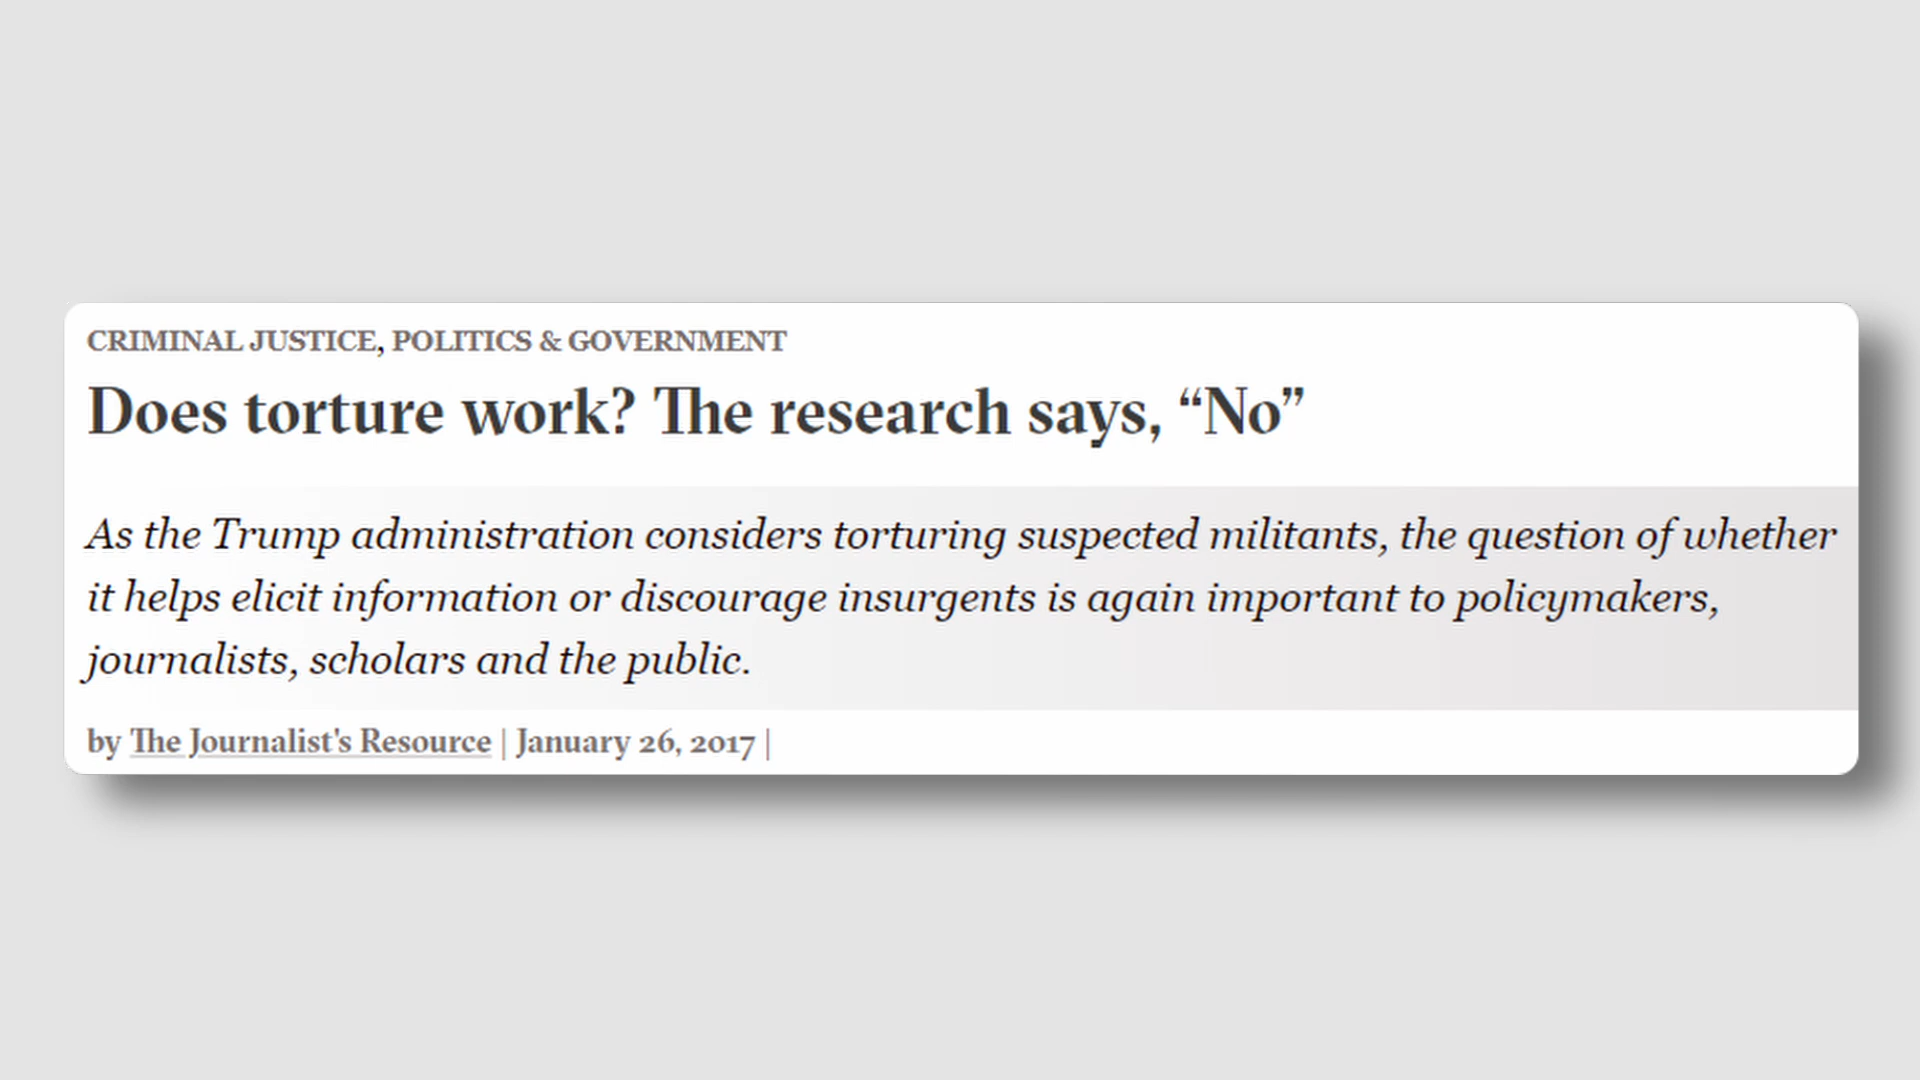 CRIMINAL JUSTICE, POLITICS & GOVERNMENT
Does torture work? The research says, “No”
As the Trump administration considers torturing suspected militants, the question of whether
it helps elicit information or discourage insurgents is again important to policymakers,
journalists, scholars and the public.
by The Journalist's Resource | January 26, 2017 |